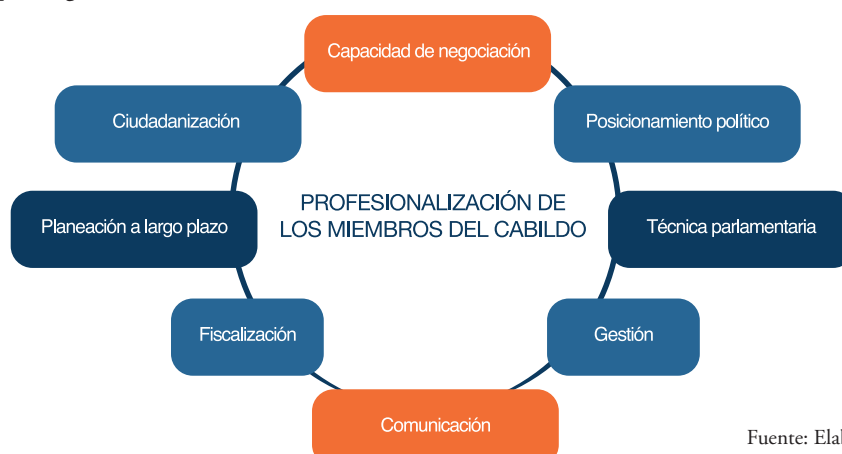 Capacidad de negociación
Ciudadanización
Posicionamiento político
PROFESIONALIZACIÓN DE
LOS MIEMBROS DEL CABILDO
Planeación a largo plazo
Técnica parlamentaria
Fiscalización
Gestión
Comunicación
Fuente: